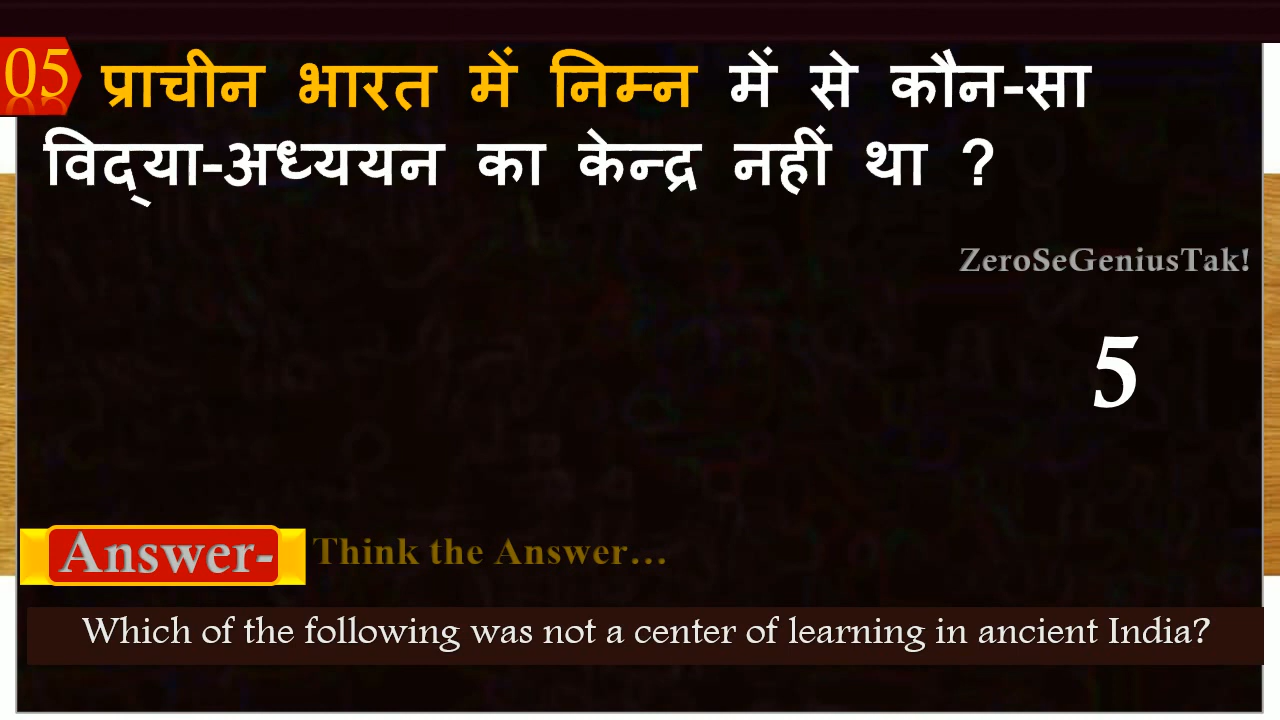 05
प्राचीन भारत में निम्न में से कौन-सा
विद्‌या-अध्ययन का केन्द्र नहीं था ?
ZeroSeGeniusTak!
5
Answer- Think the Answer...
Which of the following was not a center of learning in ancient India?